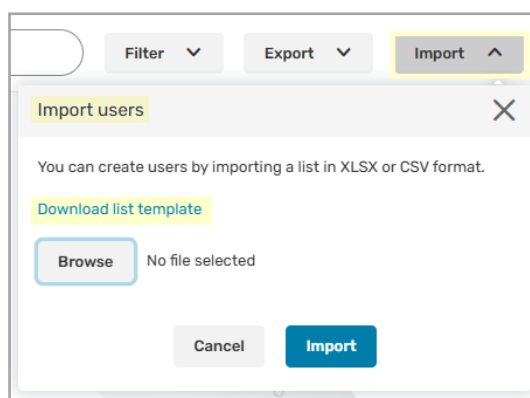 Filter Export Import
Import users
You can create users by importing a list in XLSX or CSV format.
Download list template
Browse No file selected
Cancel Import